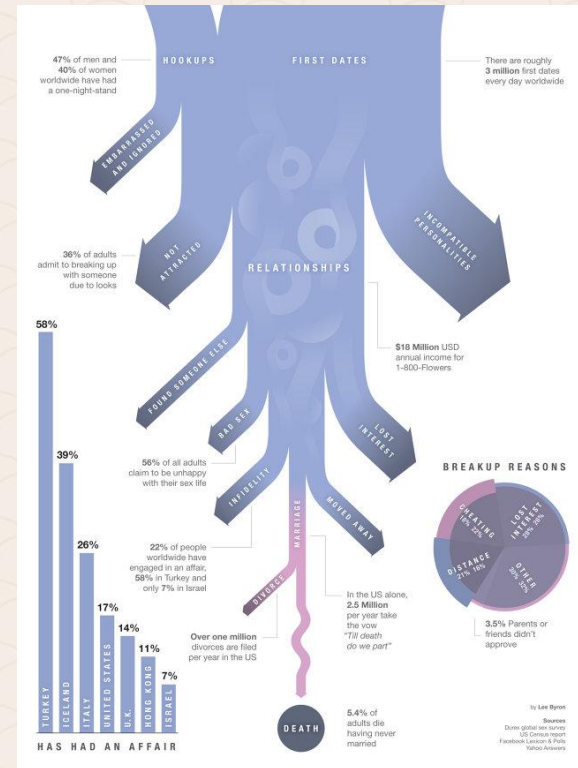 47% of men and
40% of women
worldwide have had
a one-night-stand
HOOKUPS
FIRST DATES
There are roughly
3 million first dates
every day worldwide
EMBARRASSED
AND IGNORED
NOT
ATTRACTED
INCOMPATIBLE
PERSONALITIES
36% of adults
admit to breaking up
with someone
due to looks
RELATIONSHIPS
$18 Million USD
annual income for
1-800-Flowers
FOUND SOMEONE ELSE
BAD SEX
LOST
INTEREST
56% of all adults
claim to be unhappy
with their sex life
INFIDELITY
MOVED AWAY
MARRIAGE
22% of people
worldwide have
engaged in an affair,
58% in Turkey and
only 7% in Israel
DIVORCE
In the US alone,
2.5 Million
per year take
the vow
"Till death
do we part"
Over one million
divorces are filed
per year in the US
DEATH
5.4% of
adults die
having never
married
58%
39%
26%
17%
14%
11%
7%
TURKEY
ICELAND
ITALY
UNITED STATES
U.K.
HONG KONG
ISRAEL
HAS HAD AN AFFAIR
BREAKUP REASONS
CHEATING
18% 22%
LOST
INTEREST
28%
DISTANCE
21% 16%
OTHER
30% 32%
3.5% Parents or
friends didn't
approve
by Lee Byron
Sources
Durex global sex survey
US Census report
Facebook Lexicon & Polls
Yahoo Answers